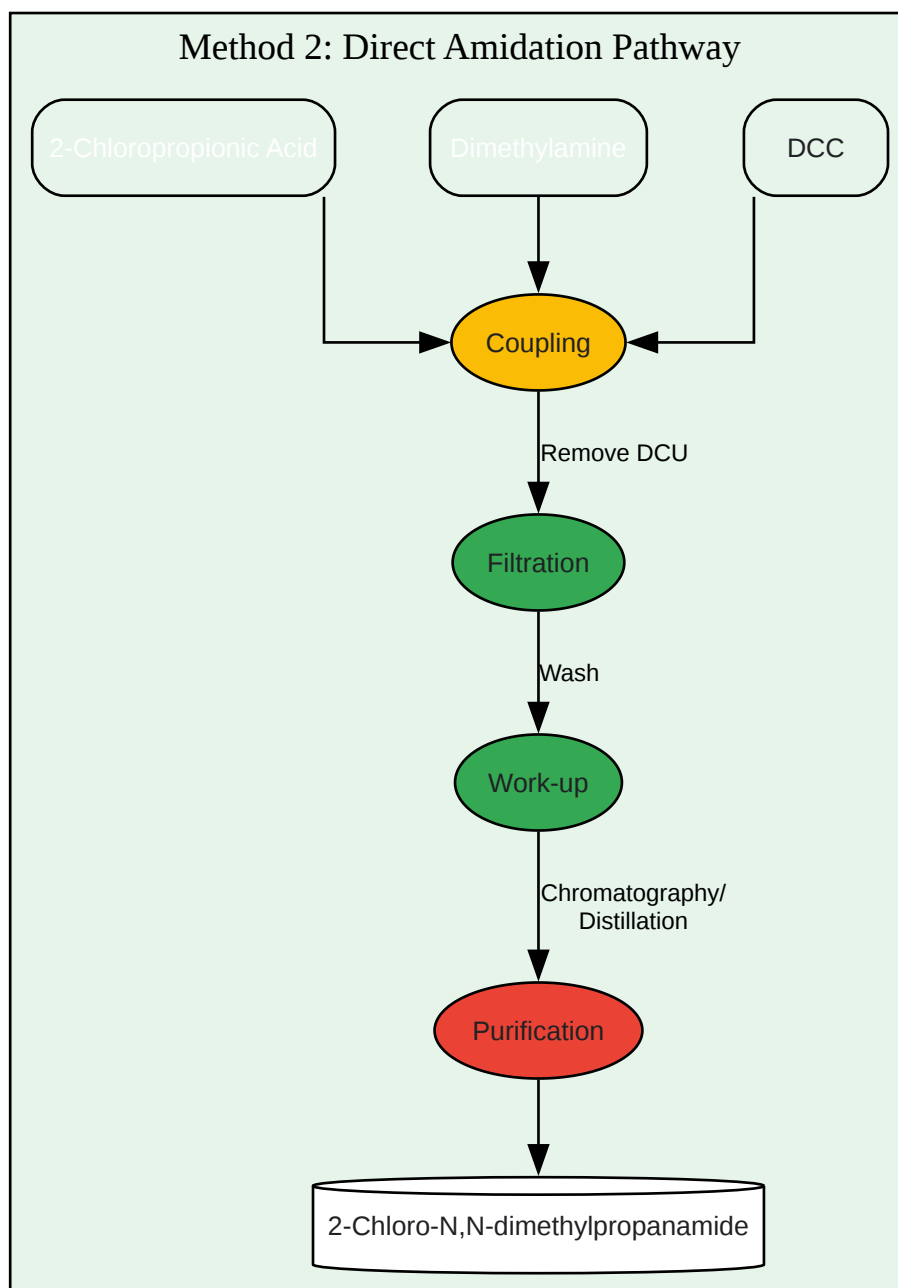 Method 2: Direct Amidation Pathway
2-Chloropropionic Acid
Dimethylamine
DCC
Coupling
Remove DCU
Filtration
Wash
Work-up
Chromatography/
Distillation
Purification
2-Chloro-N,N-dimethylpropanamide